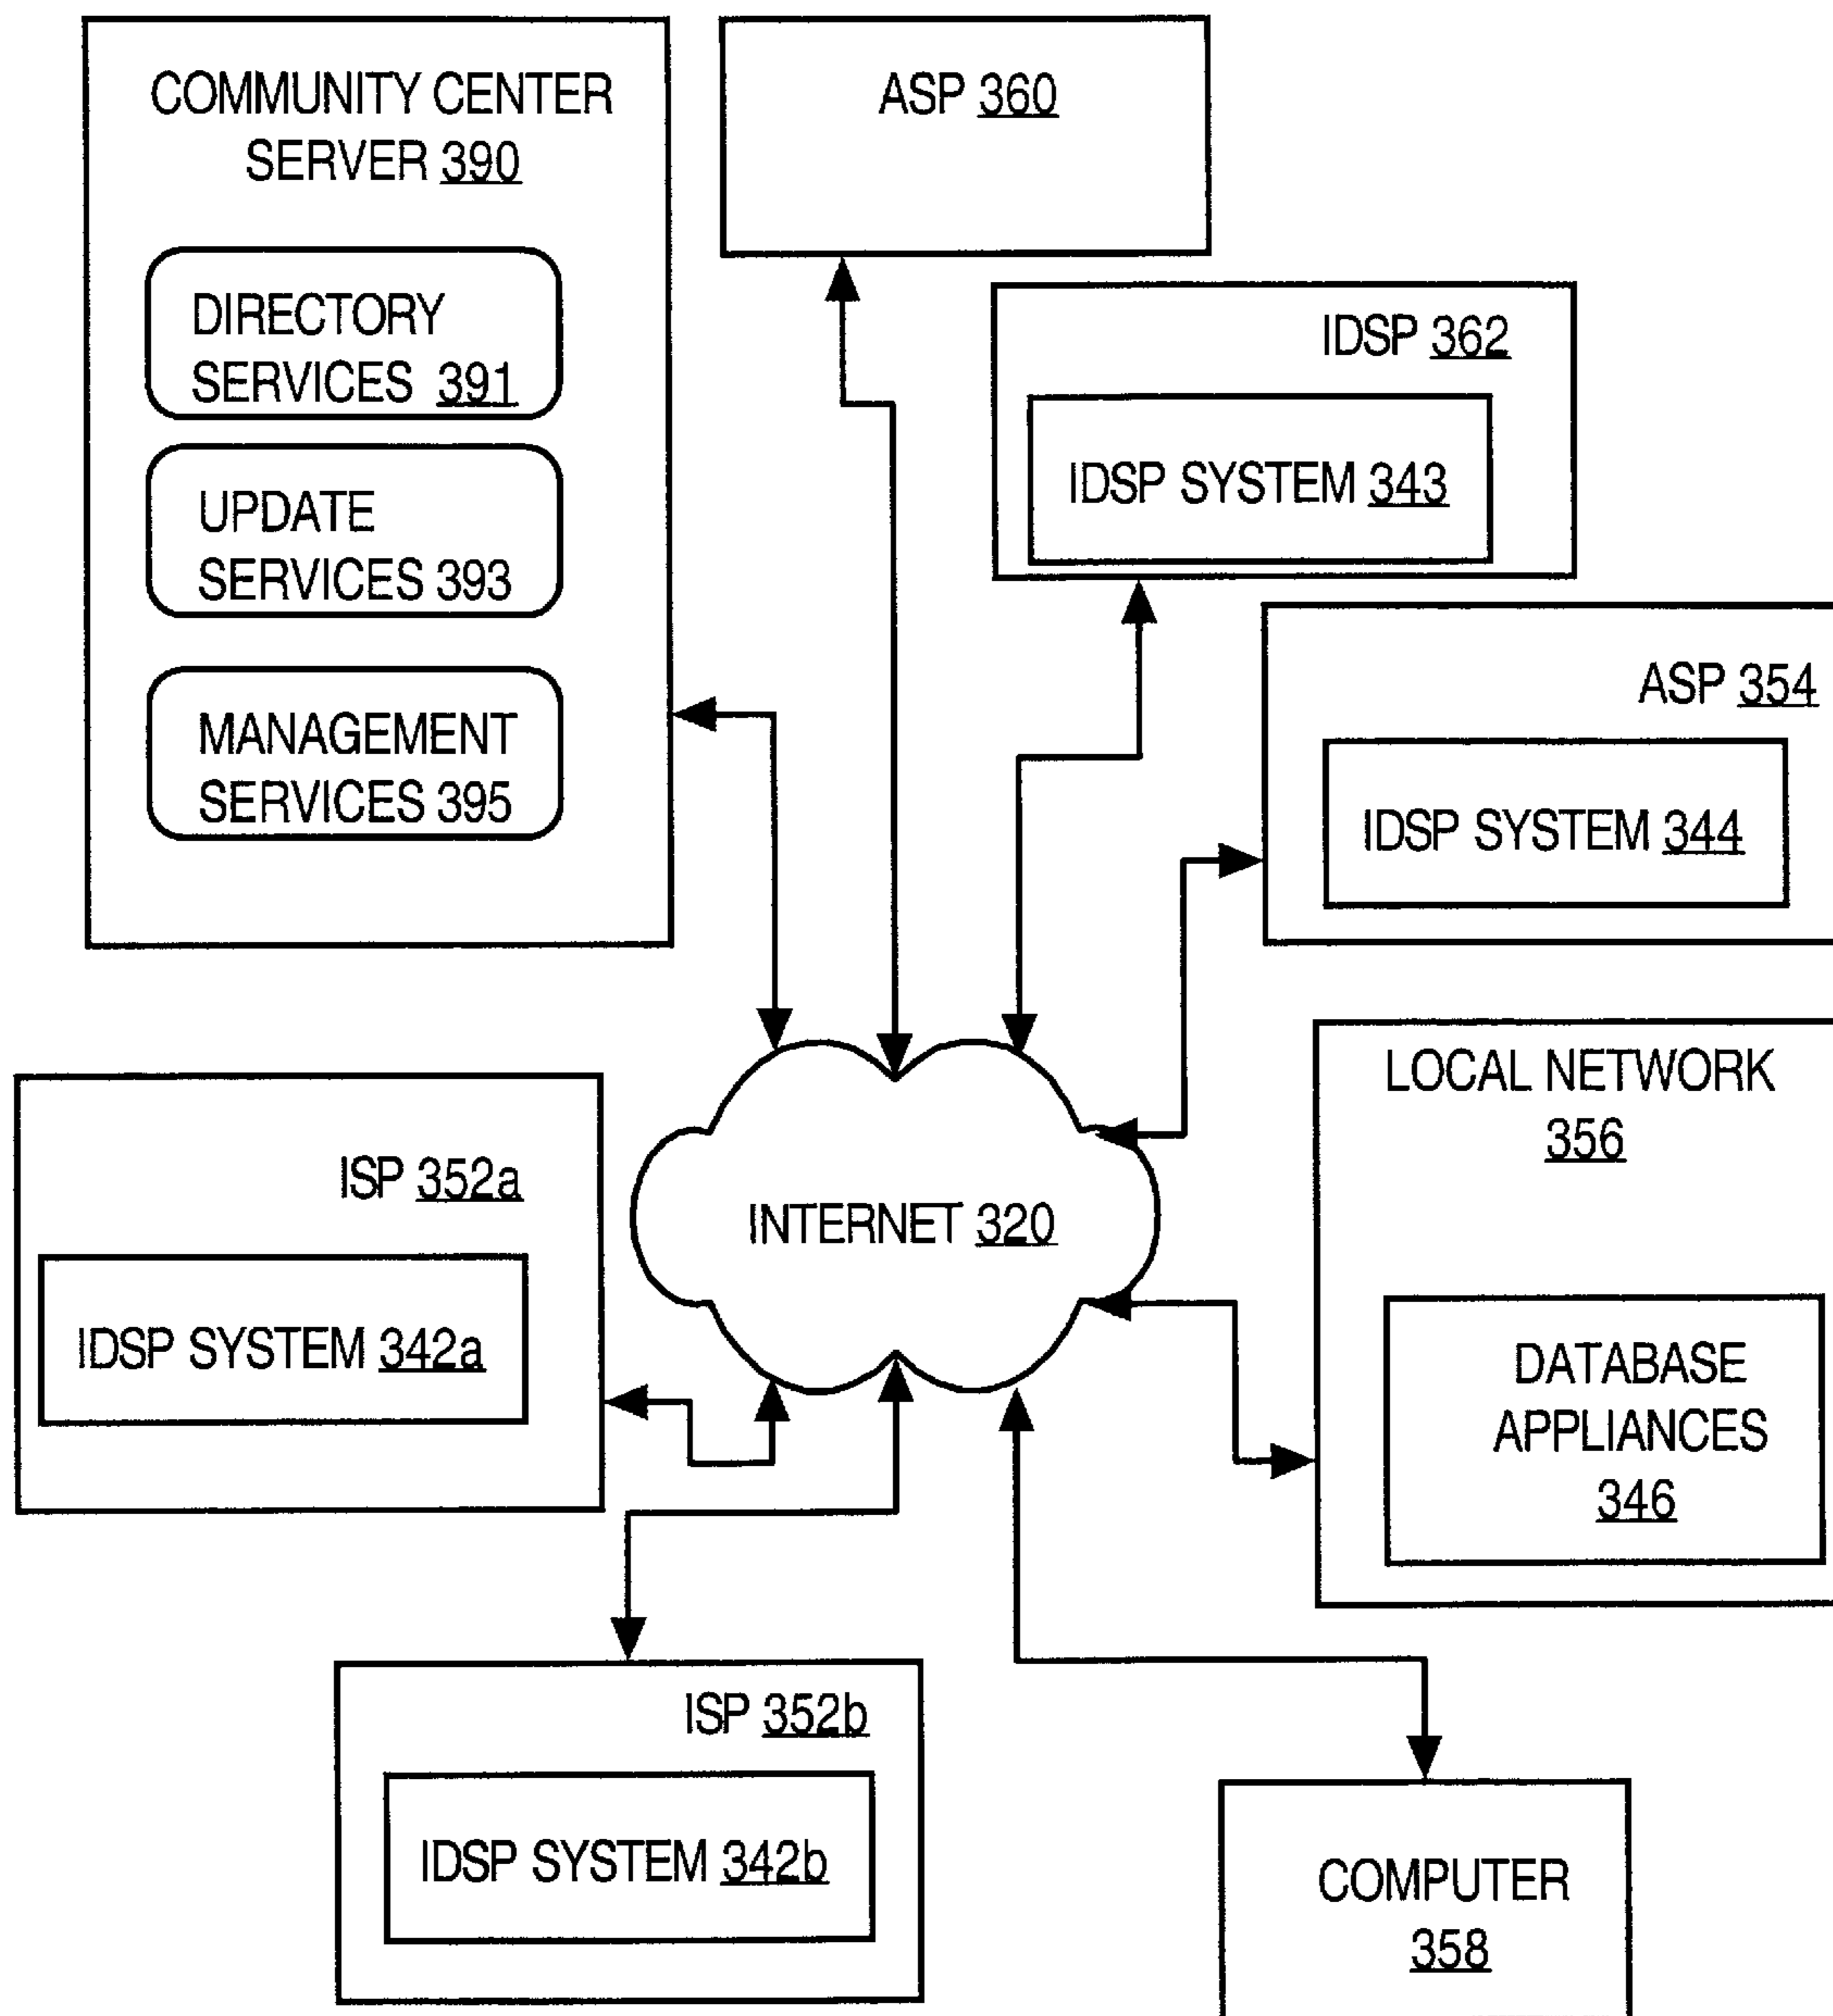 COMMUNITY CENTER
SERVER 390
DIRECTORY
SERVICES 391
UPDATE
SERVICES 393
MANAGEMENT
SERVICES 395
ASP 360
IDSP 362
IDSP SYSTEM 343
ASP 354
IDSP SYSTEM 344
LOCAL NETWORK
356
DATABASE
APPLIANCES
346
INTERNET 320
ISP 352a
IDSP SYSTEM 342a
ISP 352b
IDSP SYSTEM 342b
COMPUTER
358